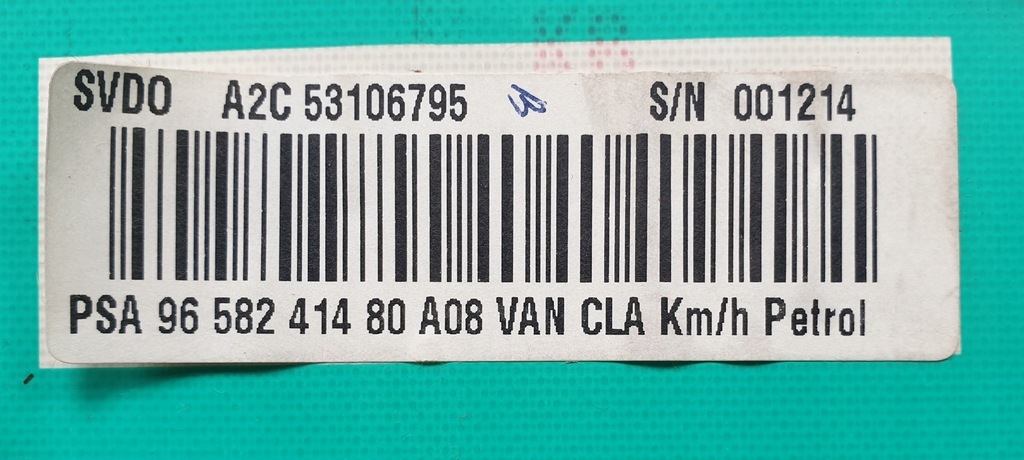 SVDO A2C 53106795 S/N 001214
PSA 96 582 414 80 A08 VAN CLA Km/h Petrol